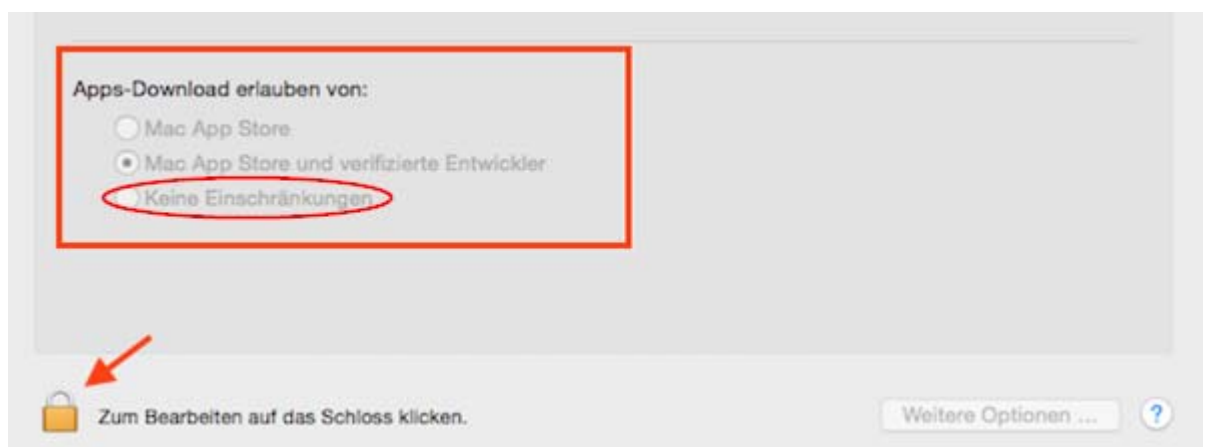 Apps-Download erlauben von:
Mac App Store
Mac App Store und verifizierte Entwickler
Keine Einschränkungen
Zum Bearbeiten auf das Schloss klicken.
Weitere Optionen ...
?